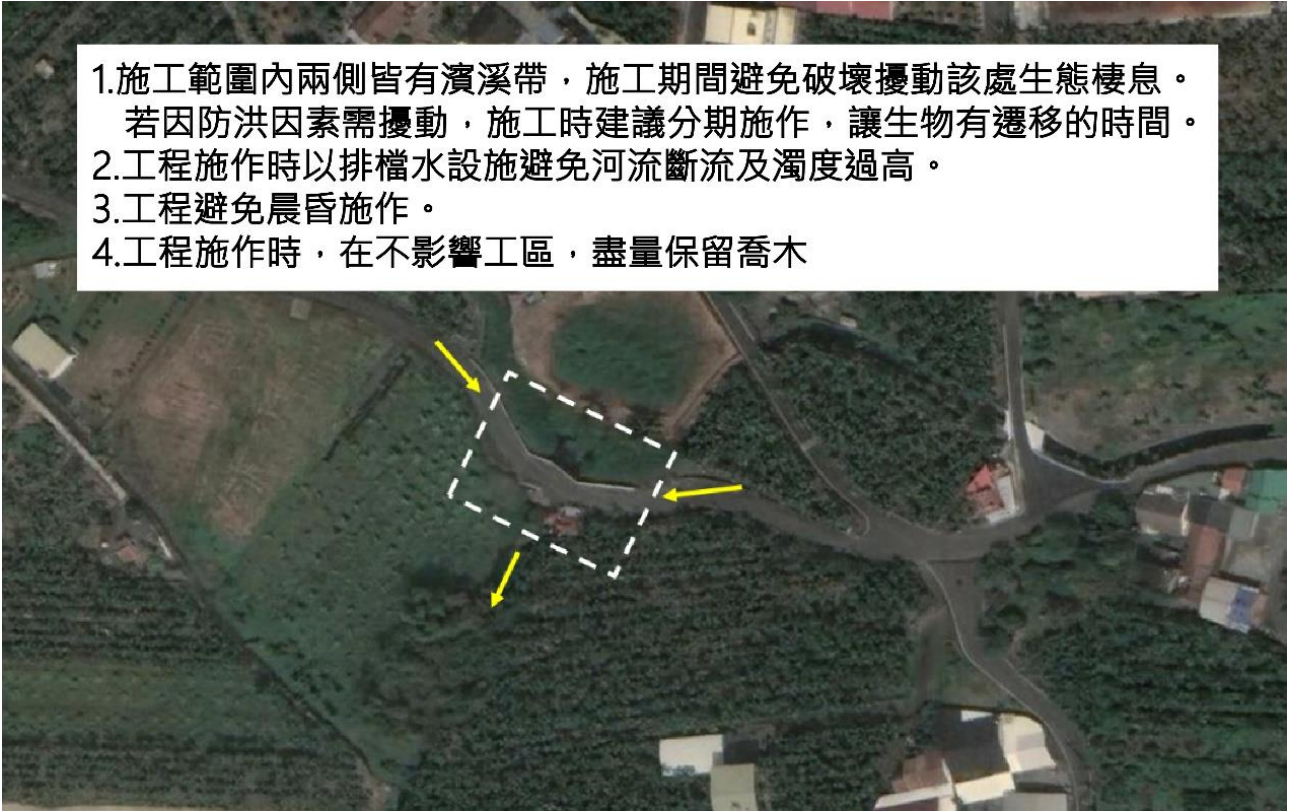 1.施工範圍內兩側皆有濱溪帶，施工期間避免破壞擾動該處生態棲息。
若因防洪因素需擾動，施工時建議分期施作，讓生物有遷移的時間。
2.工程施作時以排檔水設施避免河流斷流及濁度過高。
3.工程避免晨昏施作。
4.工程施作時，在不影響工區，盡量保留喬木